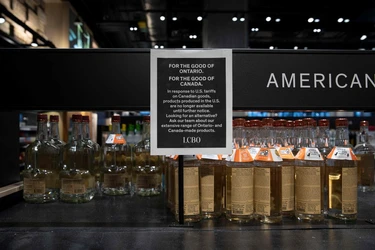 FOR THE GOOD OF
ONTARIO.
FOR THE GOOD OF
CANADA.
In response to U.S. tariffs
on Canadian goods,
products produced in the U.S.
are no longer available
until further notice.
Looking for an alternative?
Ask our team about our
extensive range of Ontario- and
Canada-made products.
LCBO
AMERICAN